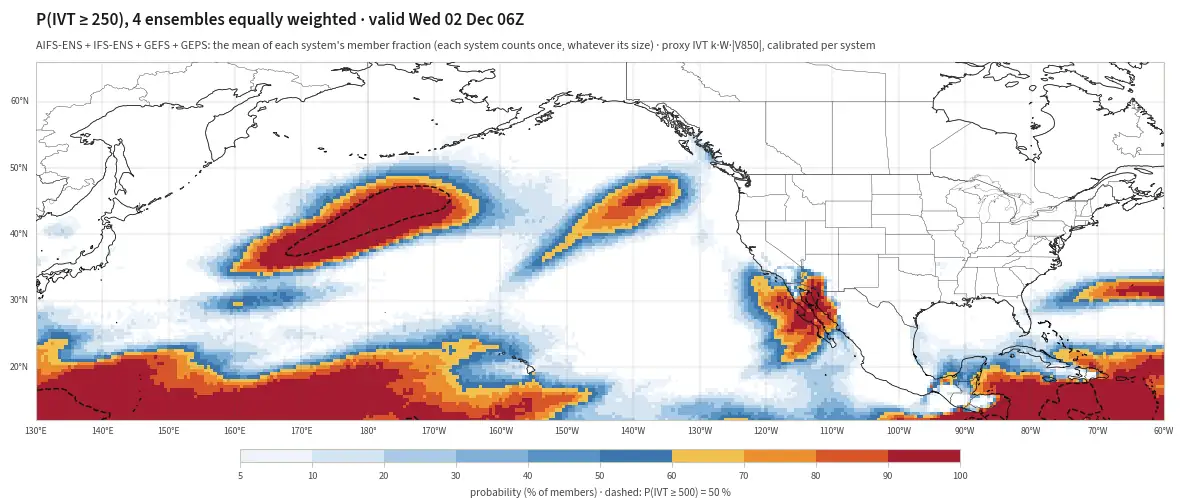 P(IVT ≥ 250), 4 ensembles equally weighted · valid Wed 02 Dec 06Z
AIFS-ENS + IFS-ENS + GEFS + GEPS: the mean of each system's member fraction (each system counts once, whatever its size) · proxy IVT k·W·|V850|, calibrated per system
60°N
50°N
40°N
30°N
20°N
130°E 140°E 150°E 160°E 170°E 180° 170°W 160°W 150°W 140°W 130°W 120°W 110°W 100°W 90°W 80°W 70°W 60°W
5 10 20 30 40 50 60 70 80 90 100
probability (% of members) · dashed: P(IVT ≥ 500) = 50 %